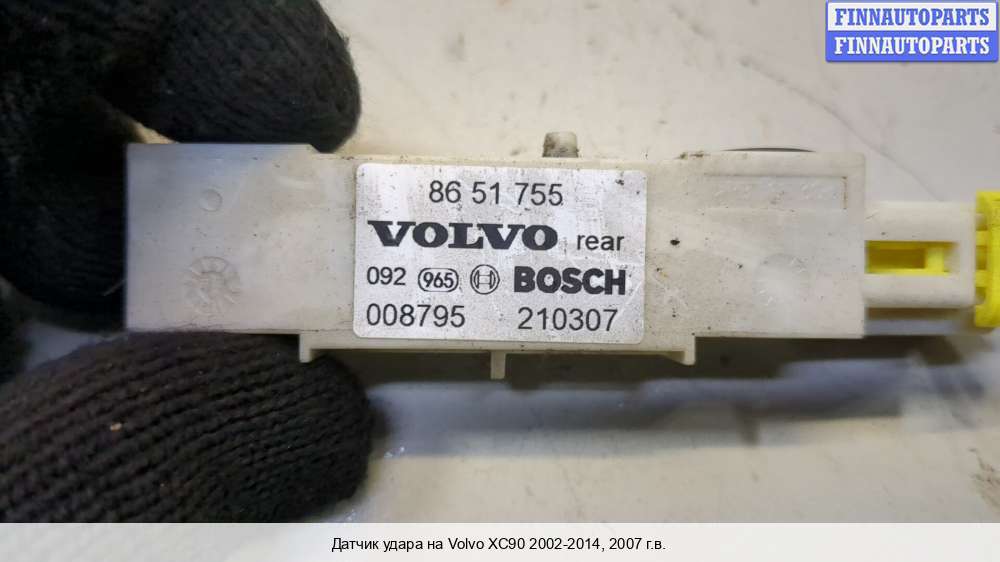 FINNAUTOPARTS
FINNAUTOPARTS
86 51 755
VOLVO rear
092 965 BOSCH
008795 210307
Датчик удара на Volvo XC90 2002-2014, 2007 г.в.